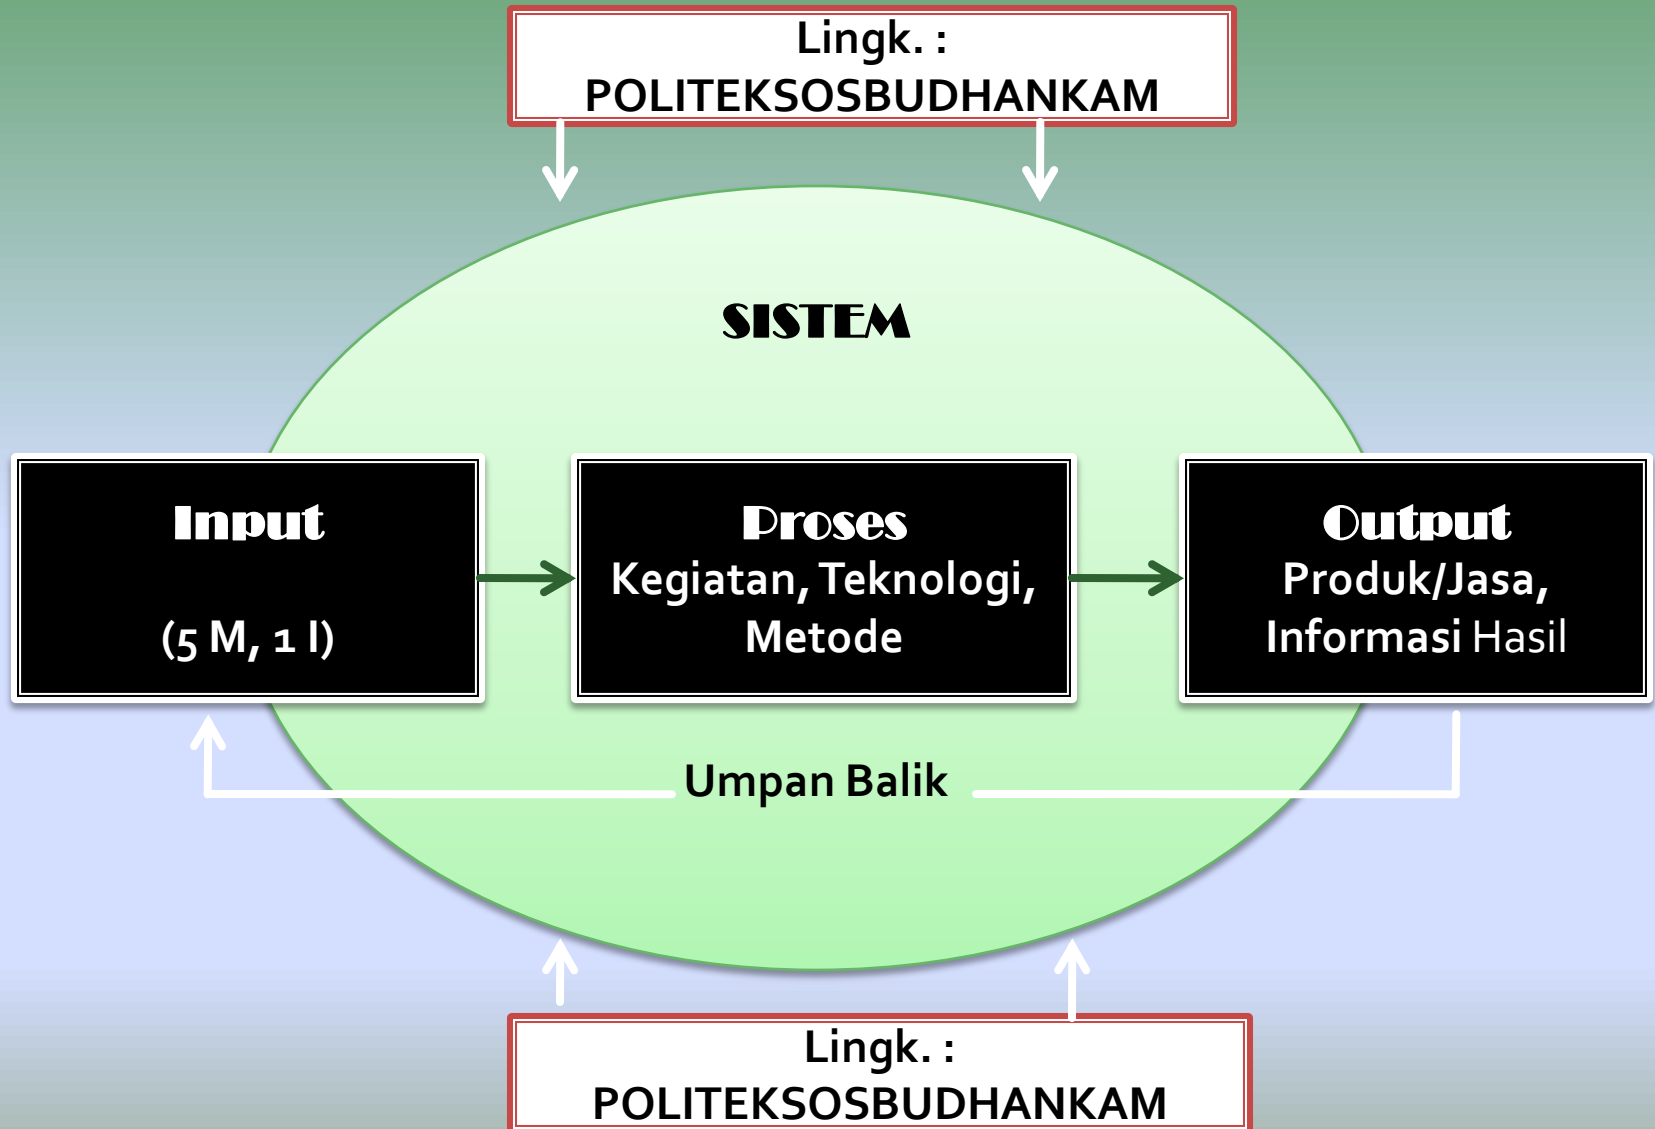 Lingk. :
POLITEKSOSBUDHANKAM
SISTEM
Input
(5 M, 1 I)
Proses
Kegiatan, Teknologi,
Metode
Output
Produk/Jasa,
Informasi Hasil
Umpan Balik
Lingk. :
POLITEKSOSBUDHANKAM